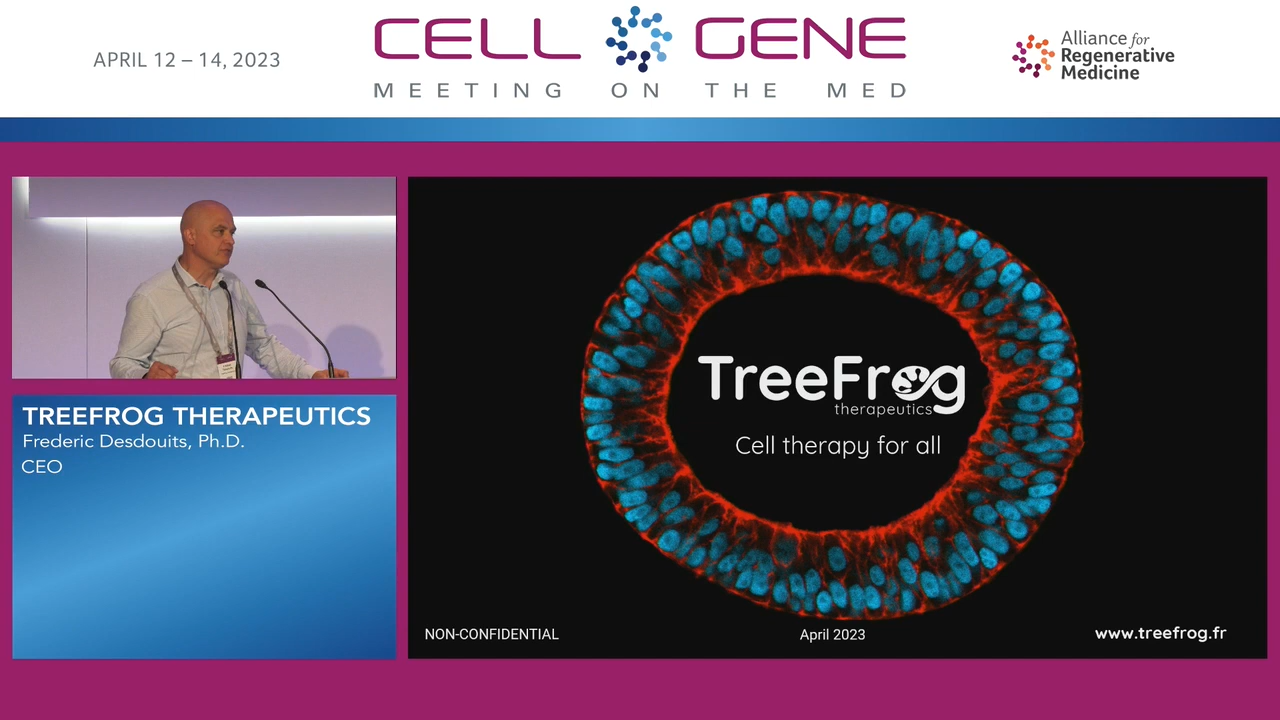 APRIL 12 – 14, 2023
CELL GENE
MEETING ON THE MED
Alliance for
Regenerative
Medicine
TREEFROG THERAPEUTICS
Frederic Desdouits, Ph.D.
CEO
TreeFrog
therapeutics
Cell therapy for all
NON-CONFIDENTIAL
April 2023
www.treefrog.fr